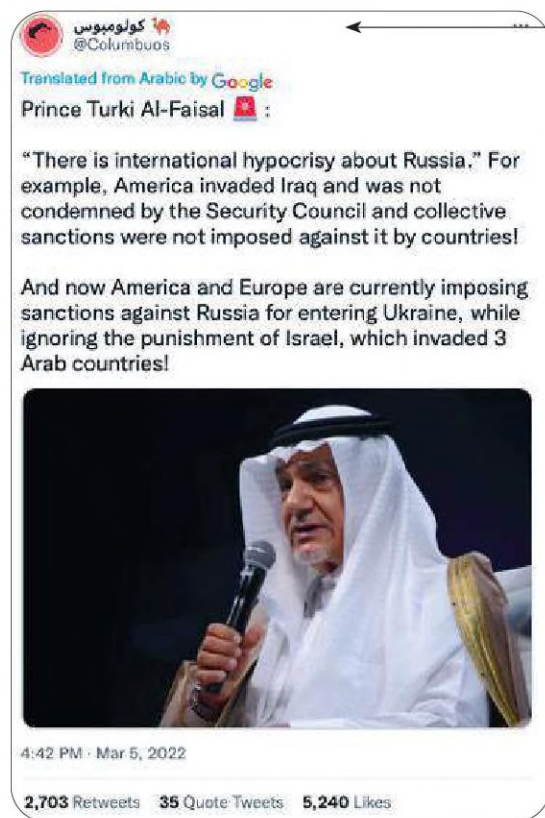 كولومبوس
@Columbuos
Translated from Arabic by Google
Prince Turki Al-Faisal 🚨 :
“There is international hypocrisy about Russia.” For
example, America invaded Iraq and was not
condemned by the Security Council and collective
sanctions were not imposed against it by countries!
And now America and Europe are currently imposing
sanctions against Russia for entering Ukraine, while
ignoring the punishment of Israel, which invaded 3
Arab countries!
4:42 PM · Mar 5, 2022
2,703 Retweets 35 Quote Tweets 5,240 Likes